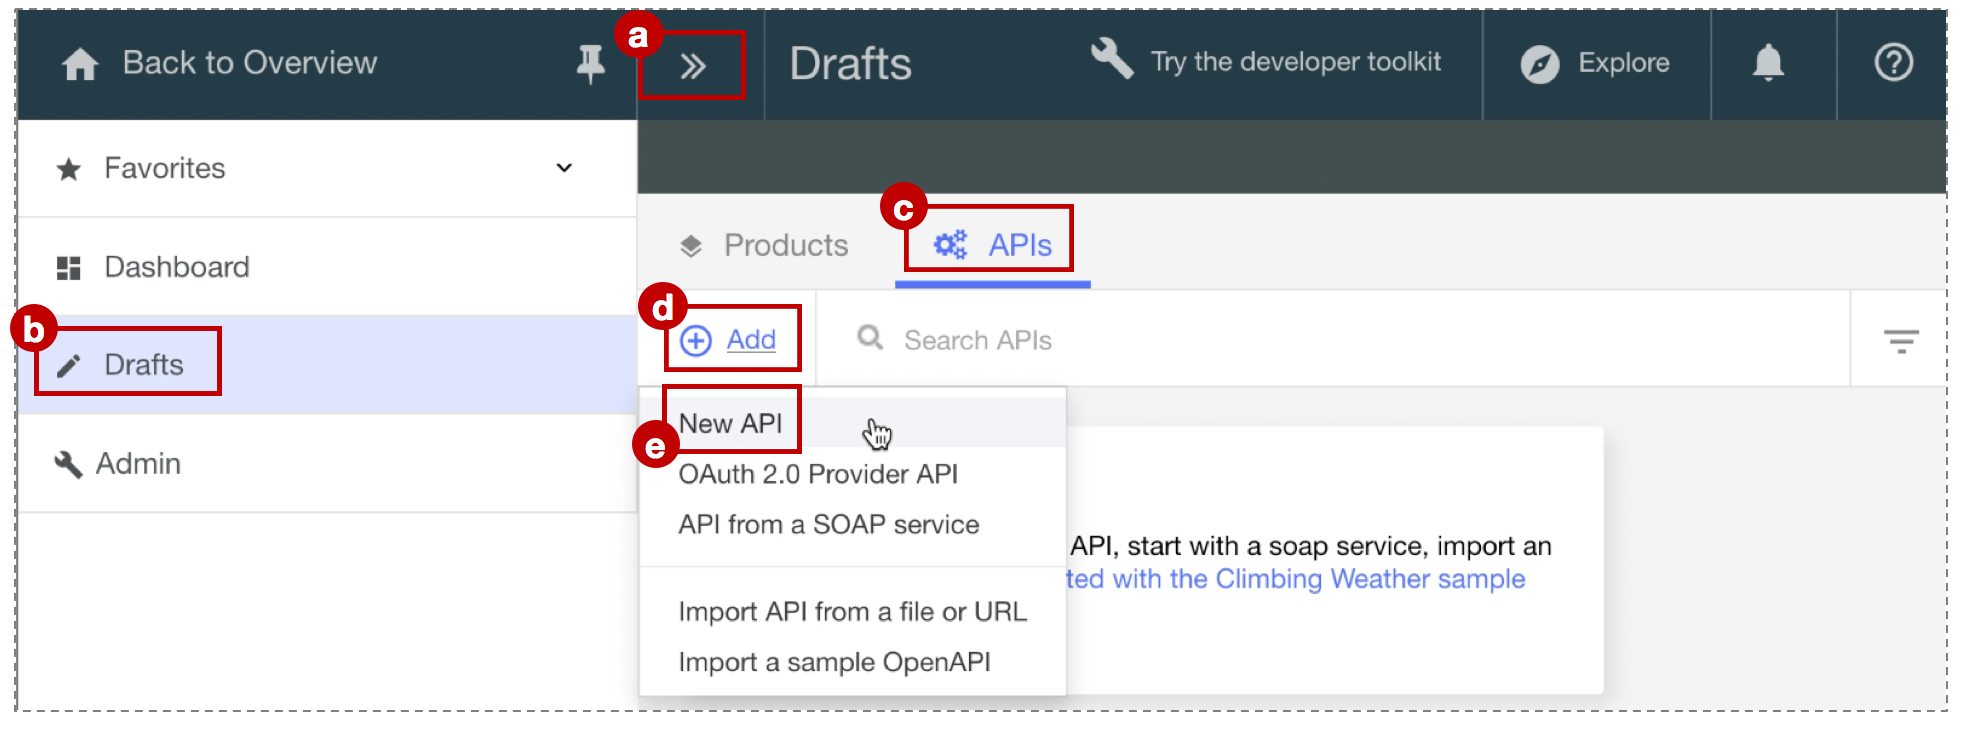 Back to Overview
a
Drafts
Try the developer toolkit
Explore
Favorites
Dashboard
b
Drafts
Admin
Products
c
APIs
d
Add
Search APIs
e
New API
OAuth 2.0 Provider API
API from a SOAP service
Import API from a file or URL
Import a sample OpenAPI
API, start with a soap service, import an
ted with the Climbing Weather sample